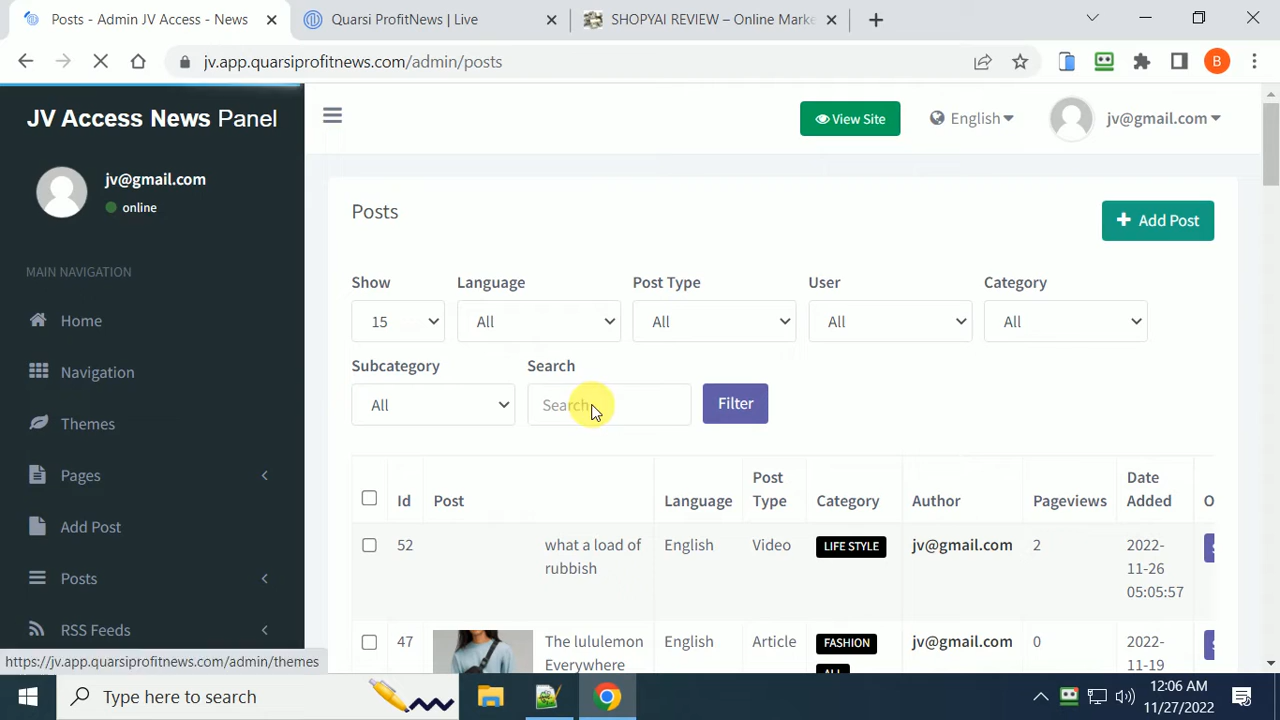 Posts - Admin JV Access - News
Quarsi ProfitNews | Live
SHOPYAI REVIEW – Online Marke
jv.app.quarsiprofitnews.com/admin/posts
B
JV Access News Panel
View Site
English
jv@gmail.com
jv@gmail.com
online
Posts
Add Post
MAIN NAVIGATION
Show
Language
Post Type
User
Category
15
All
All
All
All
Home
Navigation
Subcategory
Search
All
Search
Filter
Themes
Pages
Id
Post
Language
Post Type
Category
Author
Pageviews
Date Added
O
Add Post
52
what a load of rubbish
English
Video
LIFE STYLE
jv@gmail.com
2
2022-11-26 05:05:57
Posts
RSS Feeds
47
The lululemon Everywhere
English
Article
FASHION
jv@gmail.com
0
2022-11-19
https://jv.app.quarsiprofitnews.com/admin/themes
Type here to search
12:06 AM
11/27/2022